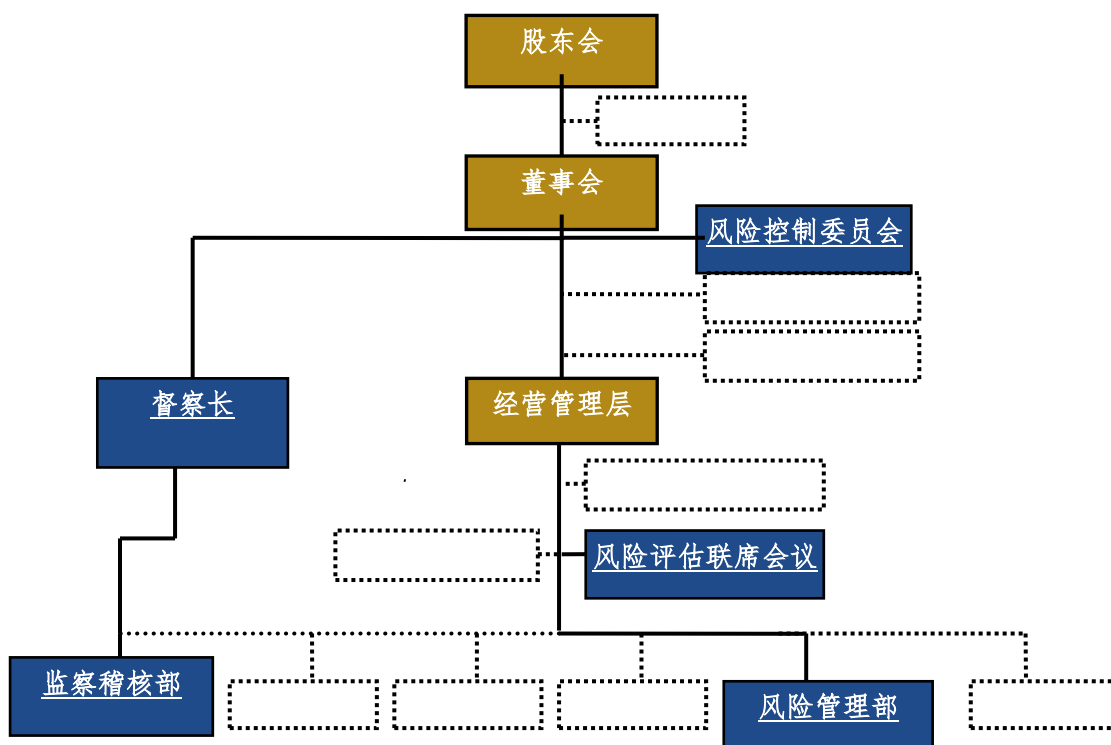 股东会
董事会
风险控制委员会
督察长
经营管理层
风险评估联席会议
监察稽核部
风险管理部